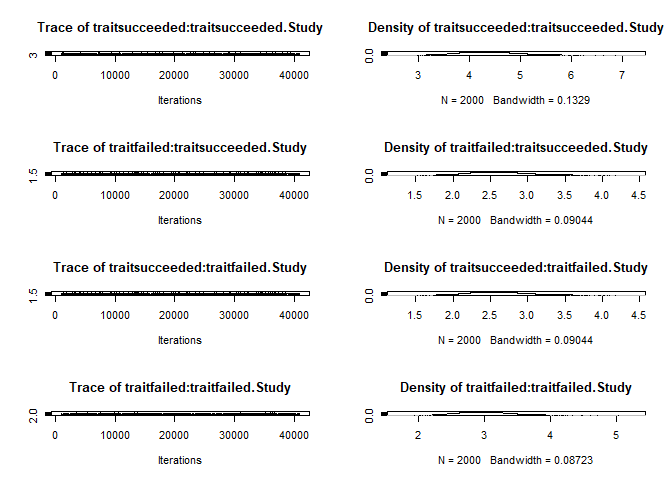 Trace of traitsucceeded:traitsucceeded.Study
3
0 10000 20000 30000 40000
Iterations
Density of traitsucceeded:traitsucceeded.Study
0.0
3 4 5 6 7
N = 2000 Bandwidth = 0.1329
Trace of traitfailed:traitsucceeded.Study
1.5
0 10000 20000 30000 40000
Iterations
Density of traitfailed:traitsucceeded.Study
0.0
1.5 2.0 2.5 3.0 3.5 4.0 4.5
N = 2000 Bandwidth = 0.09044
Trace of traitsucceeded:traitfailed.Study
1.5
0 10000 20000 30000 40000
Iterations
Density of traitsucceeded:traitfailed.Study
0.0
1.5 2.0 2.5 3.0 3.5 4.0 4.5
N = 2000 Bandwidth = 0.09044
Trace of traitfailed:traitfailed.Study
2.0
0 10000 20000 30000 40000
Iterations
Density of traitfailed:traitfailed.Study
0.0
2 3 4 5
N = 2000 Bandwidth = 0.08723